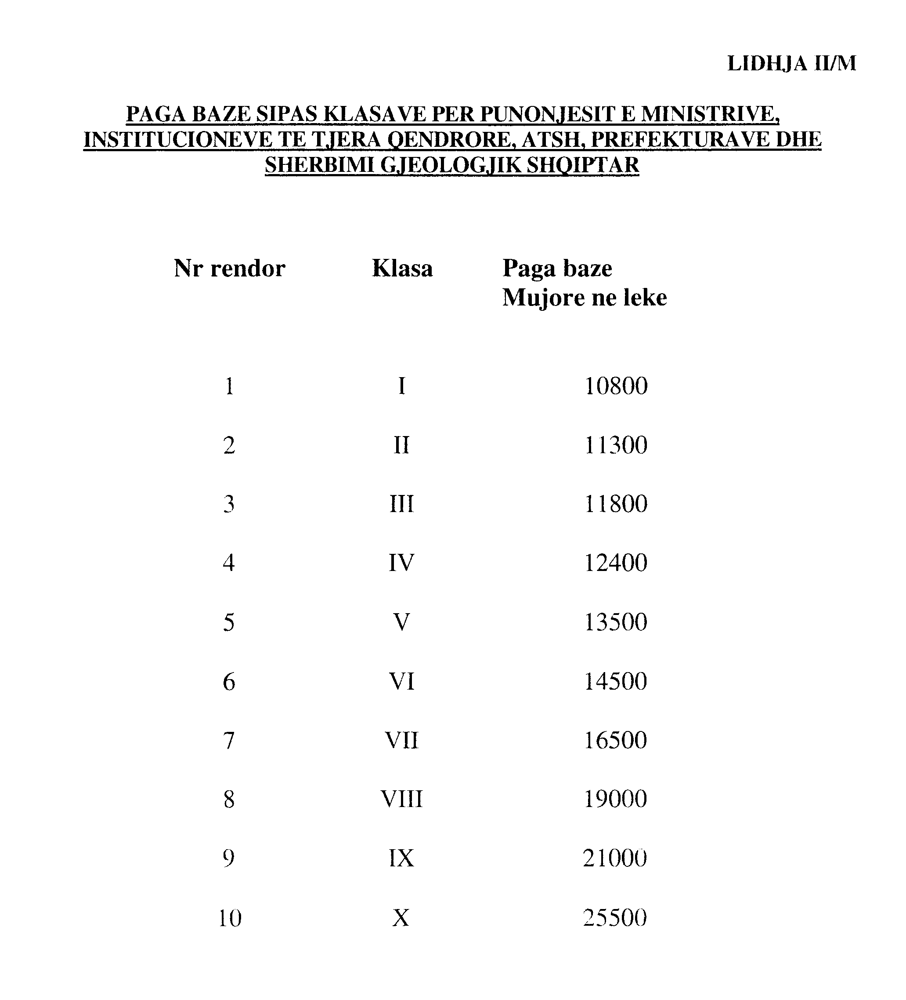 LIDHJA II/M
PAGA BAZE SIPAS KLASAVE PER PUNONJESIT E MINISTRIVE,
INSTITUCIONEVE TE TJERA QENDRORE, ATSH, PREFEKTURAVE DHE
SHERBIMI GJEOLOGJIK SHQIPTAR
Nr rendor Klasa Paga baze
Mujore ne leke
1 I 10800
2 II 11300
3 III 11800
4 IV 12400
5 V 13500
6 VI 14500
7 VII 16500
8 VIII 19000
9 IX 21000
10 X 25500